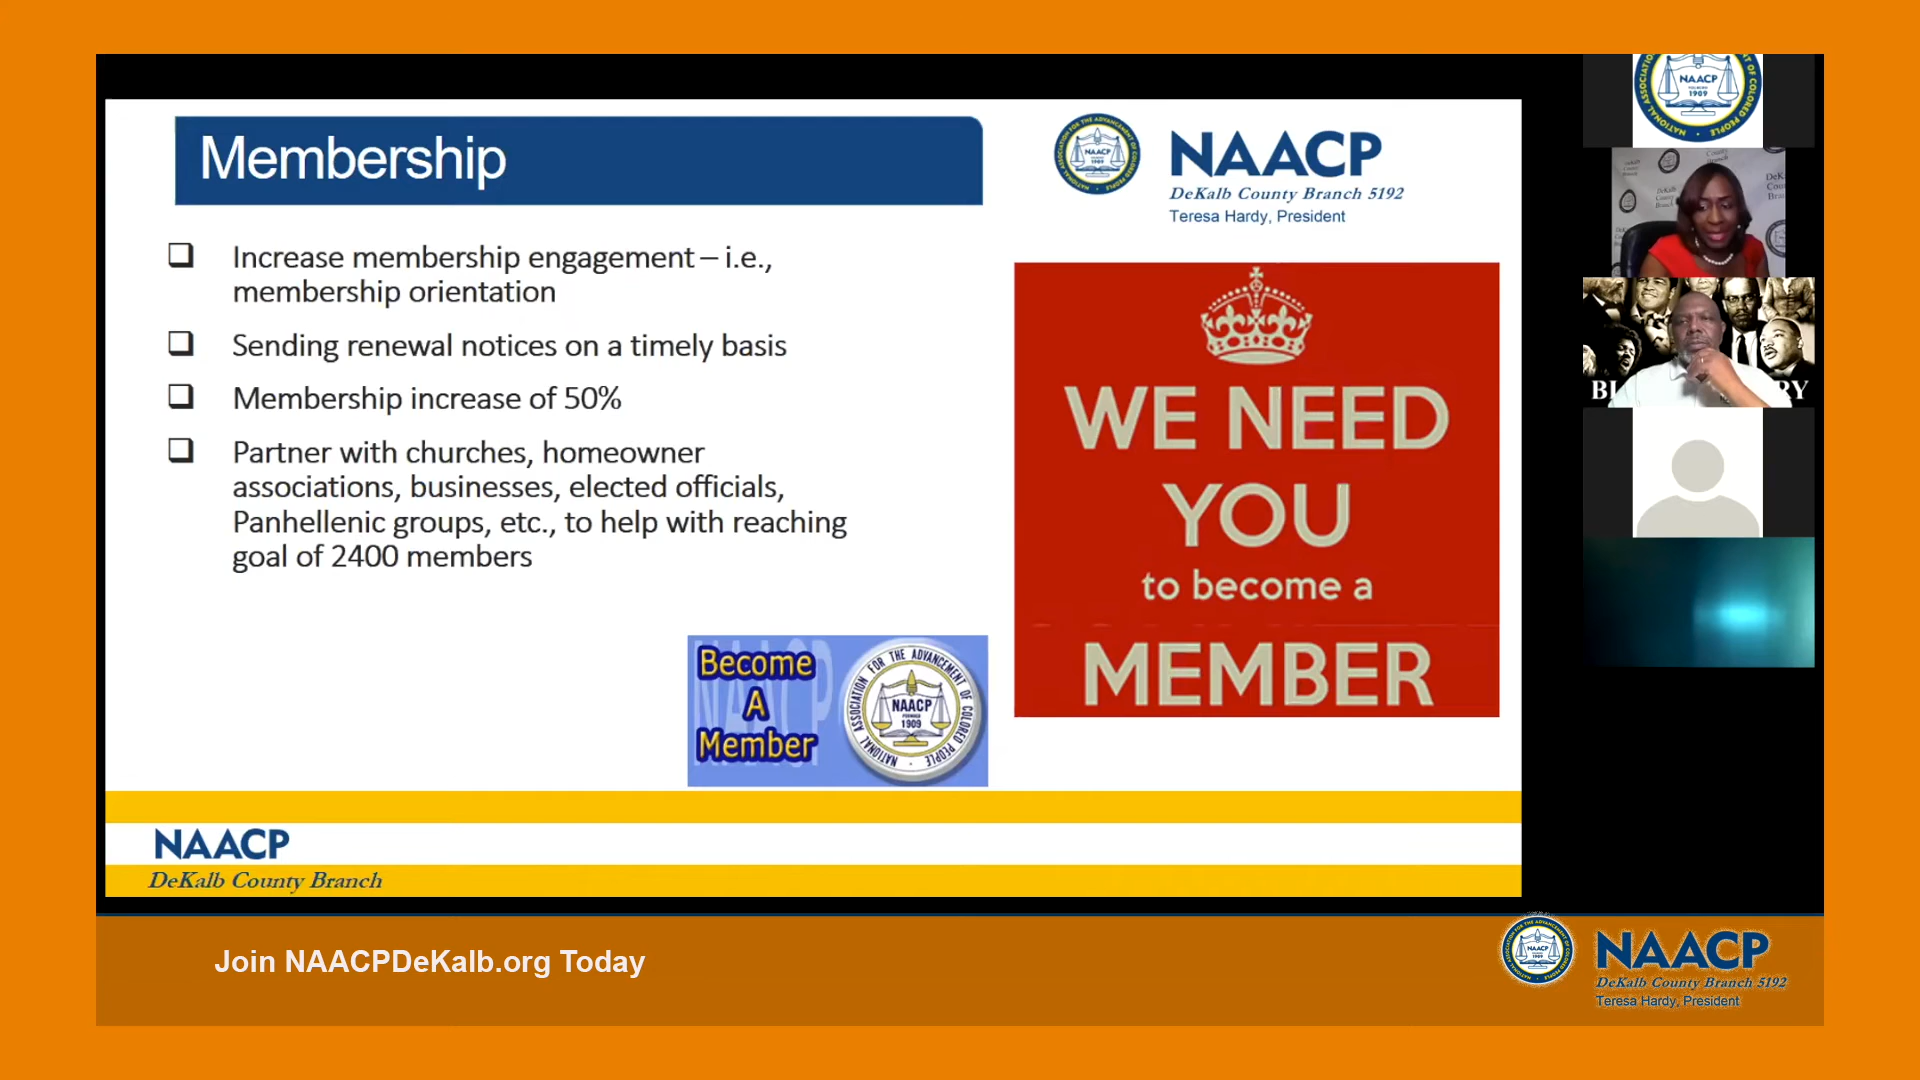 Membership
NAACP
DeKalb County Branch 5192
Teresa Hardy, President
Increase membership engagement – i.e.,
membership orientation
Sending renewal notices on a timely basis
Membership increase of 50%
Partner with churches, homeowner
associations, businesses, elected officials,
Panhellenic groups, etc., to help with reaching
goal of 2400 members
WE NEED
YOU
to become a
MEMBER
Become
A
Member
NATIONAL ASSOCIATION FOR THE ADVANCEMENT OF COLORED PEOPLE
NAACP
FOUNDED
1909
NAACP
DeKalb County Branch
Join NAACPDeKalb.org Today
NAACP
DeKalb County Branch 5192
Teresa Hardy, President
NAACP
1909